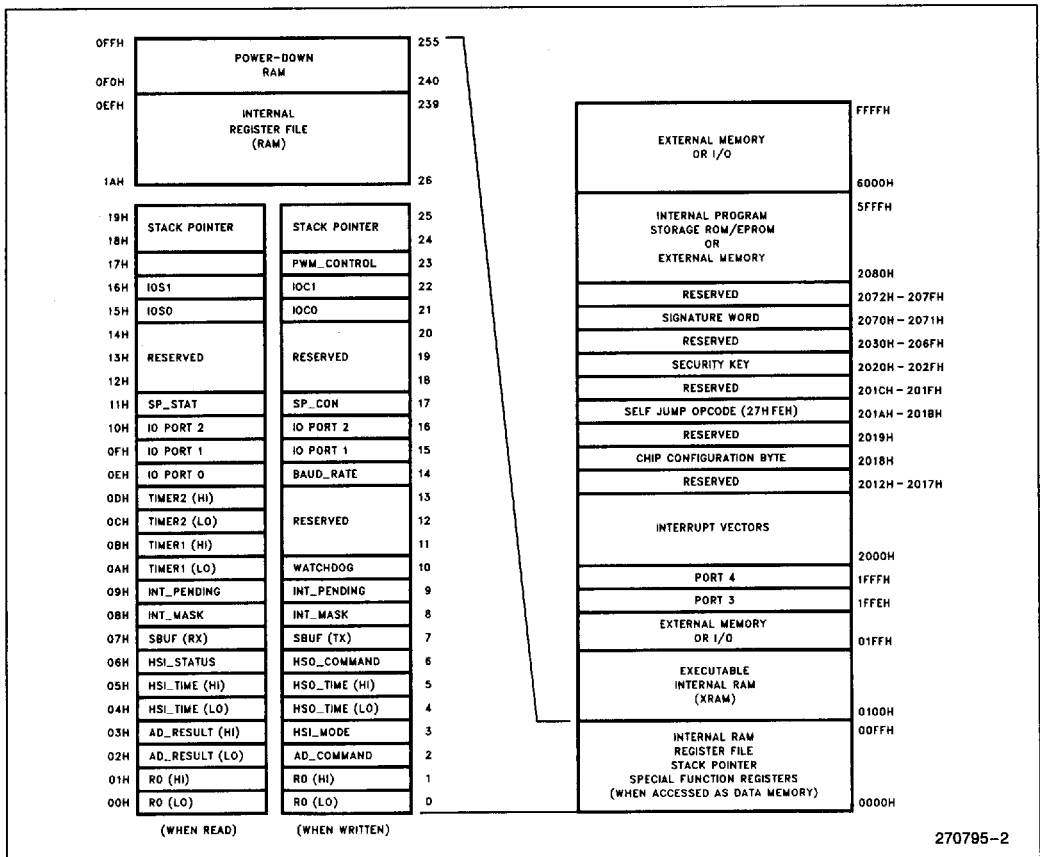 0FFH
POWER-DOWN
RAM
255
0F0H
240
0EFH
INTERNAL
REGISTER FILE
(RAM)
239
1AH
26
19H
STACK POINTER
STACK POINTER
25
18H
24
17H
PWM_CONTROL
23
16H
IOS1
IOC1
22
15H
IOS0
IOC0
21
14H
20
13H
RESERVED
RESERVED
19
12H
18
11H
SP_STAT
SP_CON
17
10H
IO PORT 2
IO PORT 2
16
0FH
IO PORT 1
IO PORT 1
15
0EH
IO PORT 0
BAUD_RATE
14
0DH
TIMER2 (HI)
13
0CH
TIMER2 (LO)
RESERVED
12
0BH
TIMER1 (HI)
11
0AH
TIMER1 (LO)
WATCHDOG
10
09H
INT_PENDING
INT_PENDING
9
08H
INT_MASK
INT_MASK
8
07H
SBUF (RX)
SBUF (TX)
7
06H
HSI_STATUS
HSO_COMMAND
6
05H
HSI_TIME (HI)
HSO_TIME (HI)
5
04H
HSI_TIME (LO)
HSO_TIME (LO)
4
03H
AD_RESULT (HI)
HSI_MODE
3
02H
AD_RESULT (LO)
AD_COMMAND
2
01H
R0 (HI)
R0 (HI)
1
00H
R0 (LO)
R0 (LO)
0
(WHEN READ)
(WHEN WRITTEN)
FFFFH
EXTERNAL MEMORY
OR I/O
6000H
5FFFH
INTERNAL PROGRAM
STORAGE ROM/EPROM
OR
EXTERNAL MEMORY
2080H
RESERVED
2072H - 207FH
SIGNATURE WORD
2070H - 2071H
RESERVED
2030H - 206FH
SECURITY KEY
2020H - 202FH
RESERVED
201CH - 201FH
SELF JUMP OPCODE (27H FEH)
201AH - 201BH
RESERVED
2019H
CHIP CONFIGURATION BYTE
2018H
RESERVED
2012H - 2017H
INTERRUPT VECTORS
2000H
PORT 4
1FFFH
PORT 3
1FFEH
EXTERNAL MEMORY
OR I/O
01FFH
EXECUTABLE
INTERNAL RAM
(XRAM)
0100H
00FFH
INTERNAL RAM
REGISTER FILE
STACK POINTER
SPECIAL FUNCTION REGISTERS
(WHEN ACCESSED AS DATA MEMORY)
0000H
270795-2